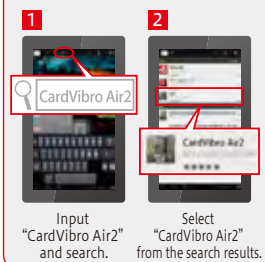 1
CardVibro Air2
Input
“CardVibro Air2”
and search.
2
CardVibro Air2
Select
“CardVibro Air2”
from the search results.